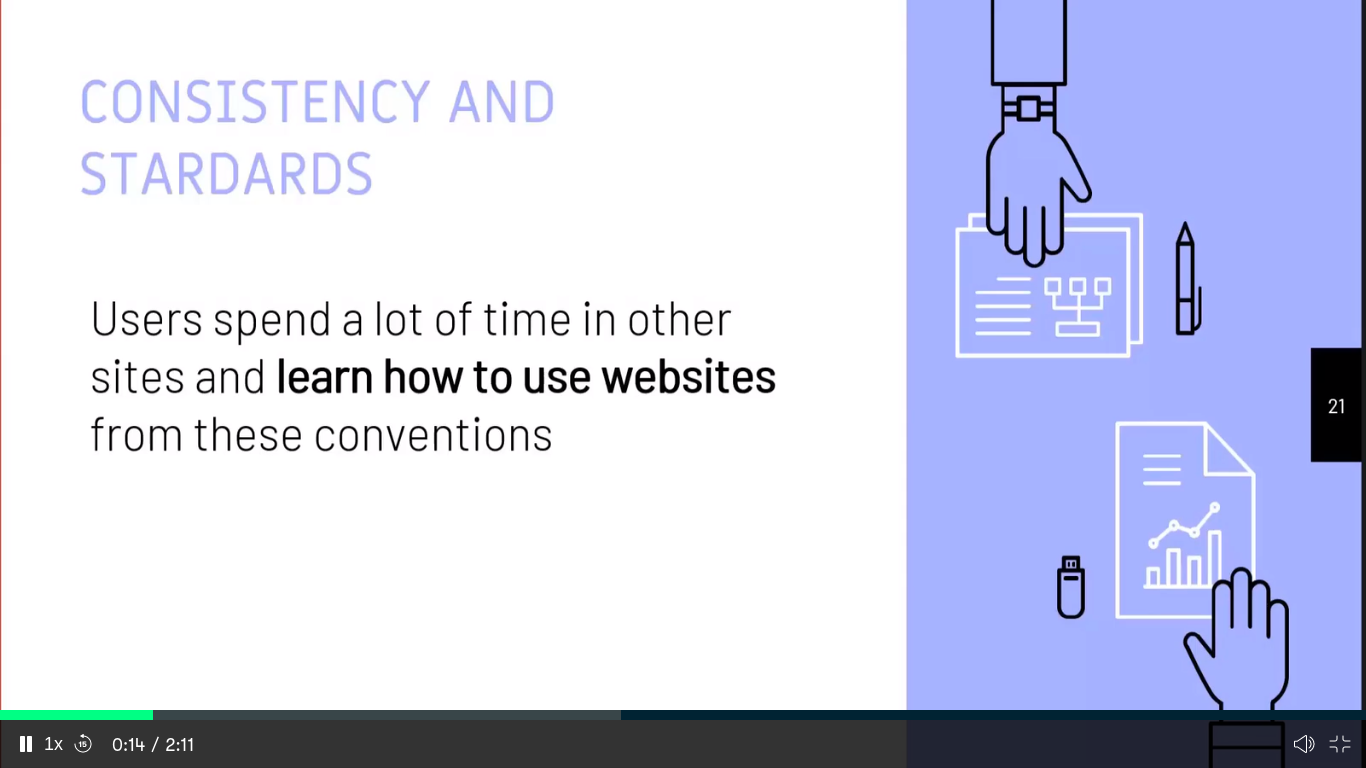 CONSISTENCY AND
STARDARDS
Users spend a lot of time in other
sites and learn how to use websites
from these conventions
21
1x
15
0:14 / 2:11